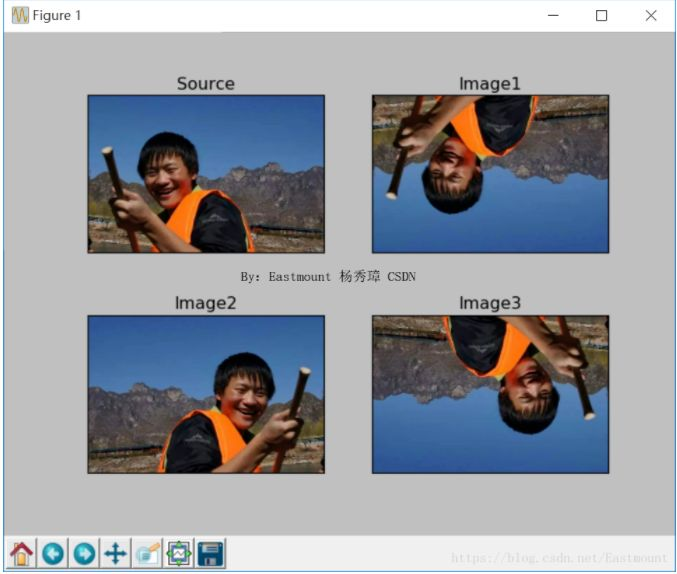 Figure 1
Source
Image1
By: Eastmount 杨秀璋 CSDN
Image2
Image3
https://blog.csdn.net/Eastmount